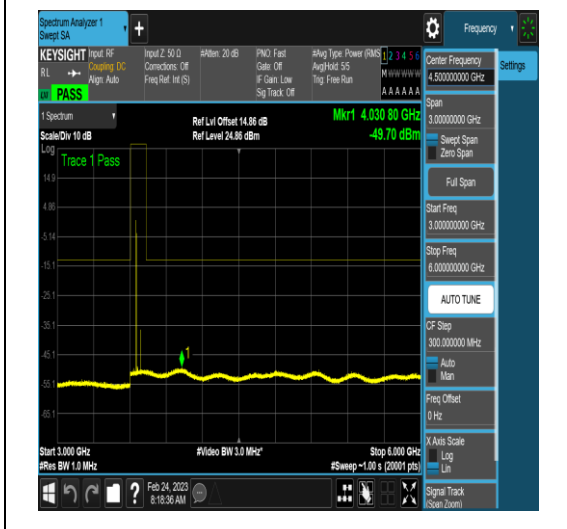 Spectrum Analyzer 1
Swept SA
+
Frequency
KEYSIGHT
RL
PASS
Input: RF
Coupling: DC
Align: Auto
Input Z: 50 Ω
Corrections: Off
Freq Ref: Int (S)
#Atten: 20 dB
PNO: Fast
Gate: Off
IF Gain: Low
Sig Track: Off
#Avg Type: Power (RMS
Avg|Hold: 5/5
Trig: Free Run
1 2 3 4 5 6
M W W W W W
A A A A A A
1 Spectrum
Scale/Div 10 dB
Ref Lvl Offset 14.86 dB
Ref Level 24.86 dBm
Mkr1 4.030 80 GHz
-49.70 dBm
Log
Trace 1 Pass
14.9
4.86
-5.14
-15.1
-25.1
-35.1
-45.1
-55.1
-65.1
1
Start 3.000 GHz
#Res BW 1.0 MHz
#Video BW 3.0 MHz*
Stop 6.000 GHz
#Sweep ~1.00 s (20001 pts)
?
Feb 24, 2023
8:18:36 AM
Center Frequency
4.500000000 GHz
Settings
Span
3.00000000 GHz
Swept Span
Zero Span
Full Span
Start Freq
3.000000000 GHz
Stop Freq
6.000000000 GHz
AUTO TUNE
CF Step
300.000000 MHz
Auto
Man
Freq Offset
0 Hz
X Axis Scale
Log
Lin
Signal Track
(Span Zoom)